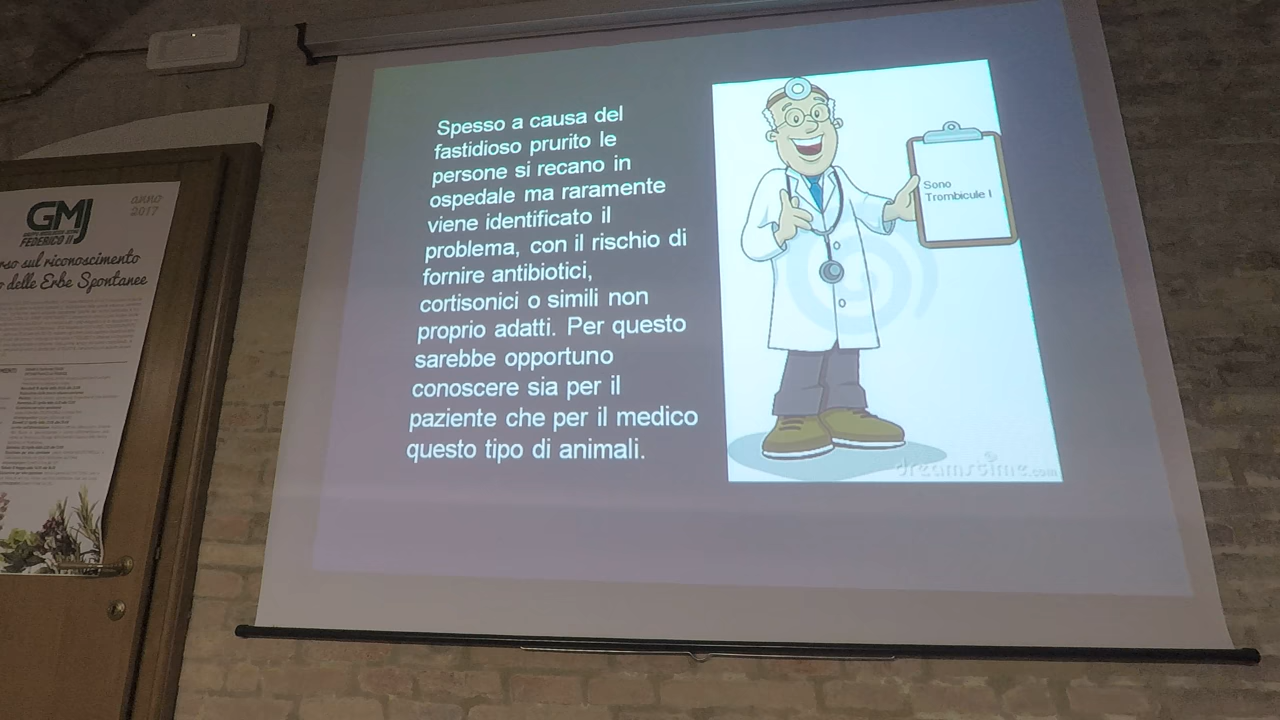 Spesso a causa del
fastidioso prurito le
persone si recano in
ospedale ma raramente
viene identificato il
problema, con il rischio di
fornire antibiotici,
cortisonici o simili non
proprio adatti. Per questo
sarebbe opportuno
conoscere sia per il
paziente che per il medico
questo tipo di animali.
Sono
Trombicule !
dreamstime.com
GMJ
FEDERICO II
anno
2017
rso sul riconoscimento
delle Erbe Spontanee